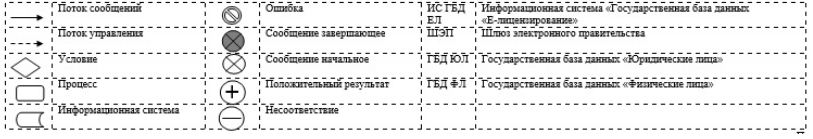 Поток сообщений
Ошибка
ИС ГБД ЕЛ
Информационная система «Государственная база данных «Е-лицензирование»
Поток управления
Сообщение завершающее
ШЭП
Шлюз электронного правительства
Условие
Сообщение начальное
ГБД ЮЛ
Государственная база данных «Юридические лица»
Процесс
Положительный результат
ГБД ФЛ
Государственная база данных «Физические лица»
Информационная система
Несоответствие